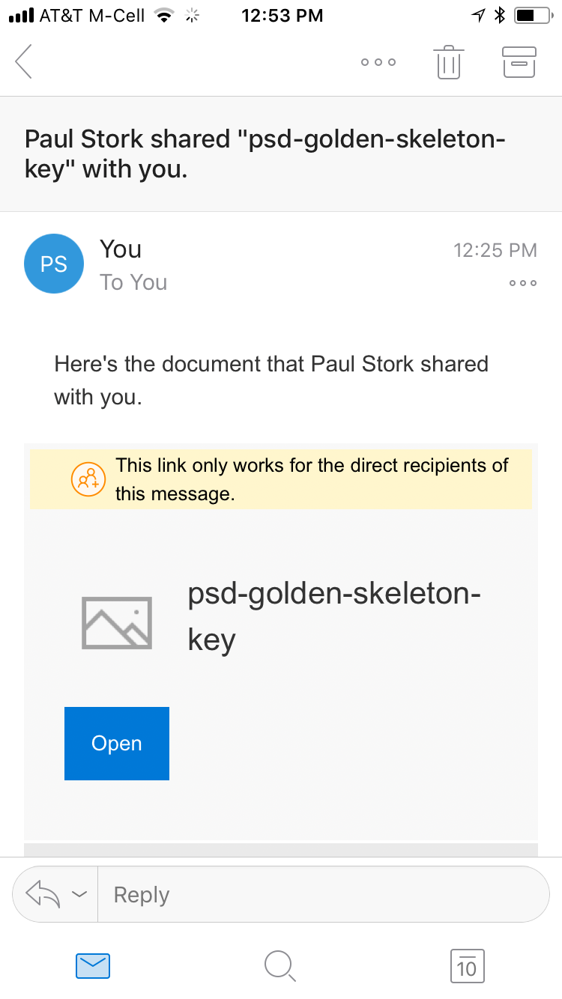 AT&T M-Cell 12:53 PM
Paul Stork shared "psd-golden-skeleton-
key" with you.
PS
You
12:25 PM
To You
Here's the document that Paul Stork shared
with you.
This link only works for the direct recipients of
this message.
psd-golden-skeleton-
key
Open
Reply
10